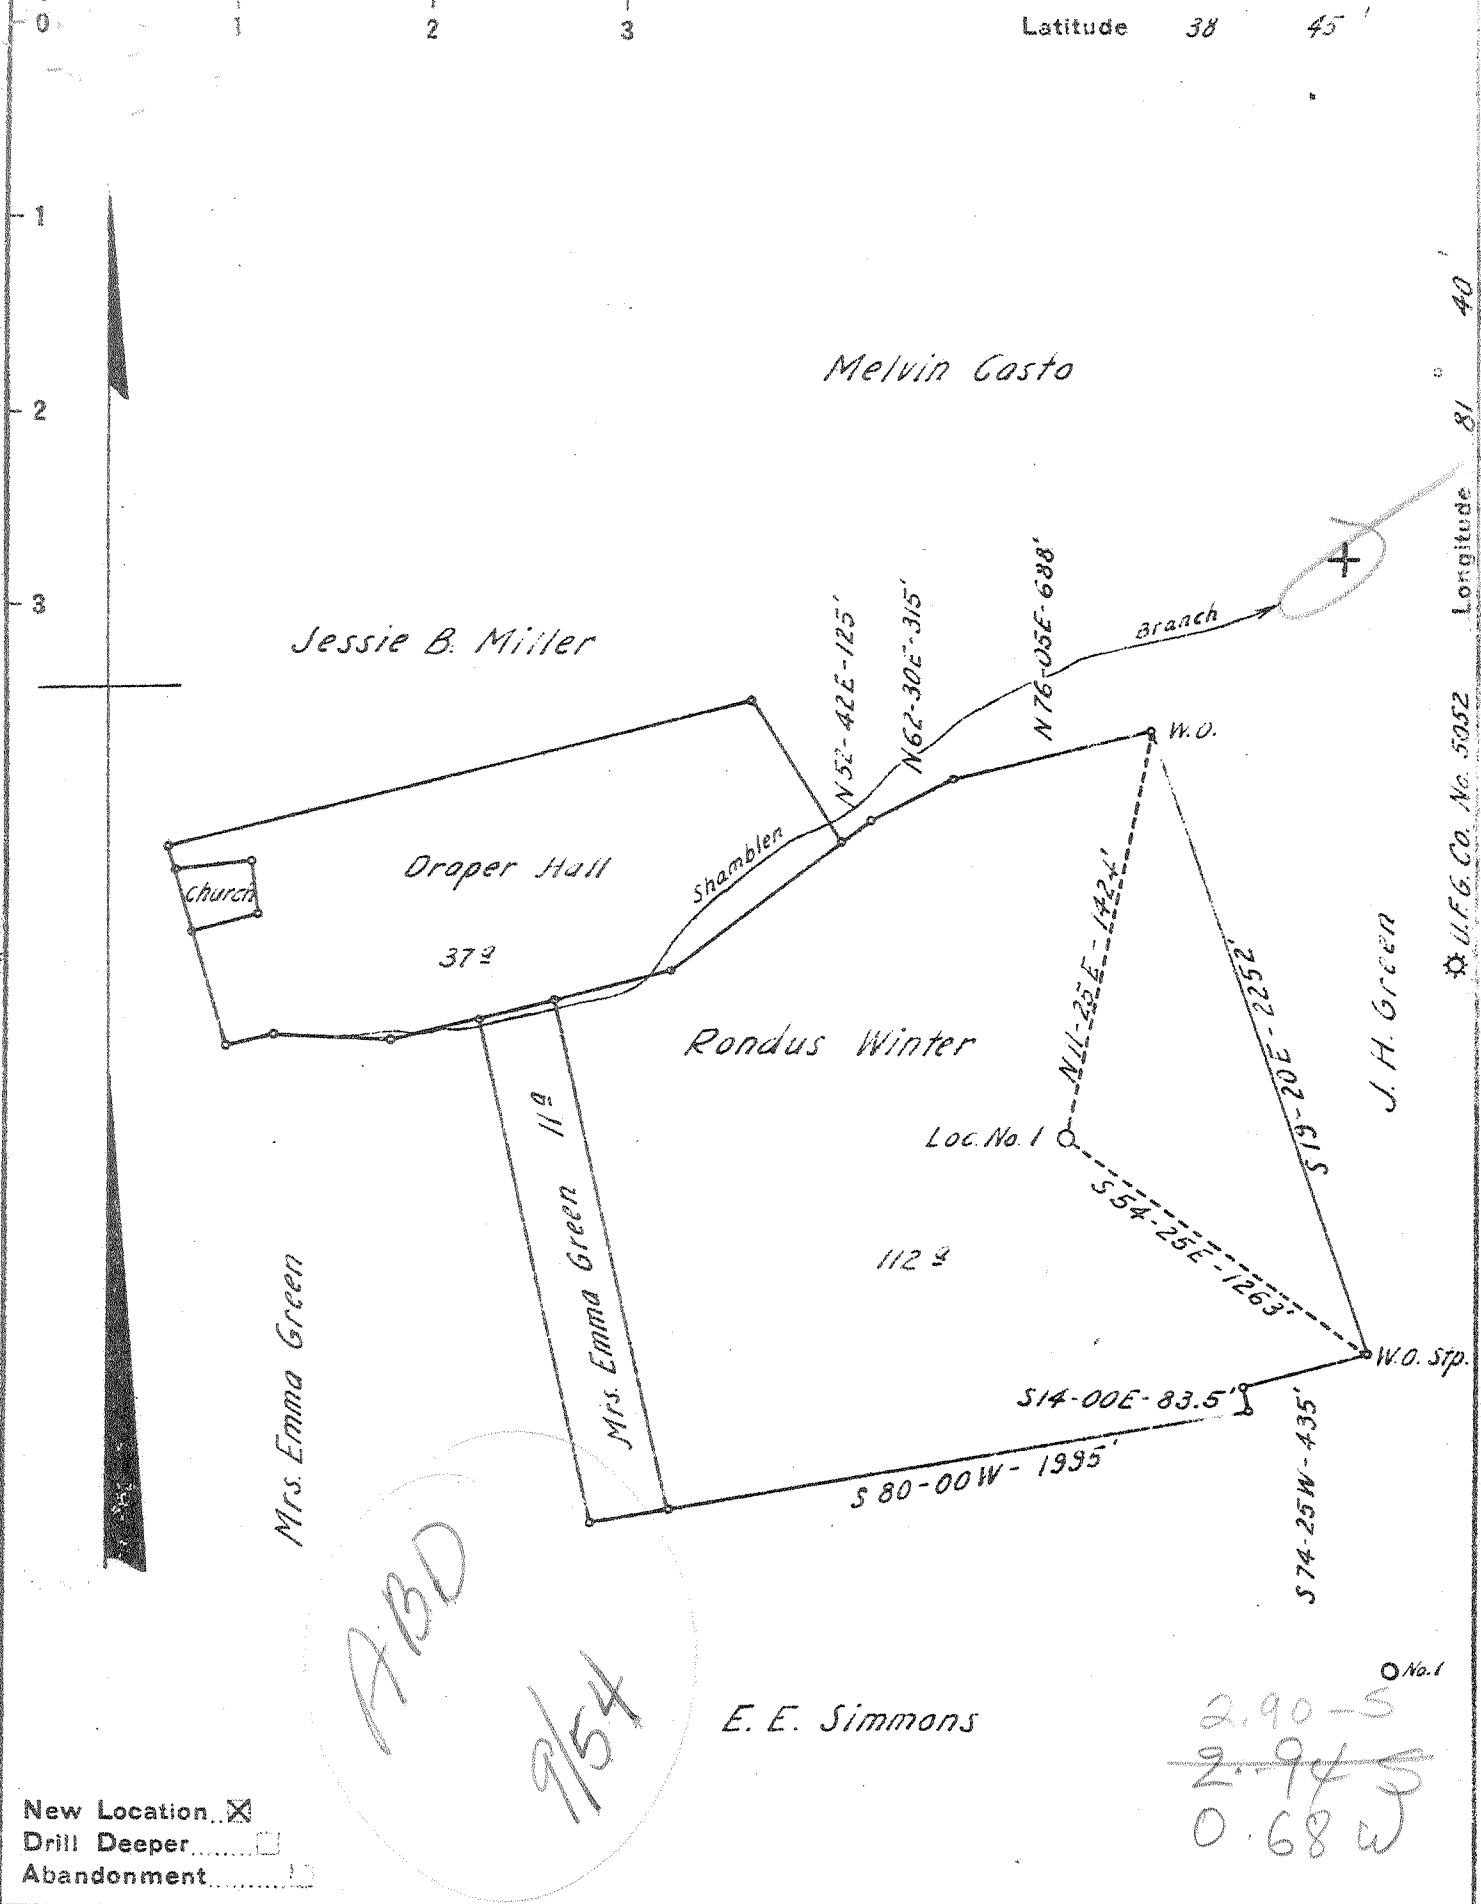 0 1 2 3 Latitude 38 45'
1
2
3
Longitude 81° 40'
Melvin Casto
Jessie B. Miller
N52-42E-125'
N62-30E-315'
N76-05E-688'
Branch
W.O.
Shamblen
Draper Hall
church
37a
U.F.G. Co. No. 5052
N11-25E-1424'
S19-20E-2252'
J. H. Green
Rondus Winter
11a
Loc. No. 1
S54-25E-1263'
112a
Mrs. Emma Green
Mrs. Emma Green
W.O. Stp.
S14-00E-83.5'
S80-00W-1995'
S74-25W-435'
ABD
9/54
No. 1
E. E. Simmons
2.90-S
2.94 S
0.68 W
New Location
Drill Deeper
Abandonment